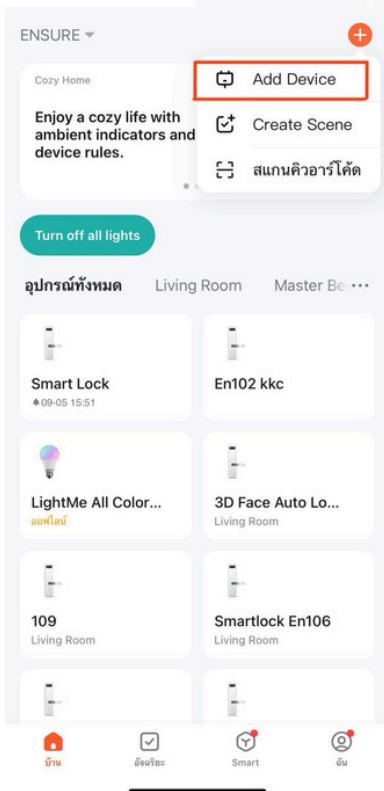 ENSURE
Add Device
Create Scene
สแกนคิวอาร์โค้ด
Cozy Home
Enjoy a cozy life with
ambient indicators and
device rules.
Turn off all lights
อุปกรณ์ทั้งหมด Living Room Master Be
Smart Lock
09-05 15:51
En102 kkc
LightMe All Color...
ออฟไลน์
3D Face Auto Lo...
Living Room
109
Living Room
Smartlock En106
Living Room
บ้าน อัจฉริยะ Smart ฉัน